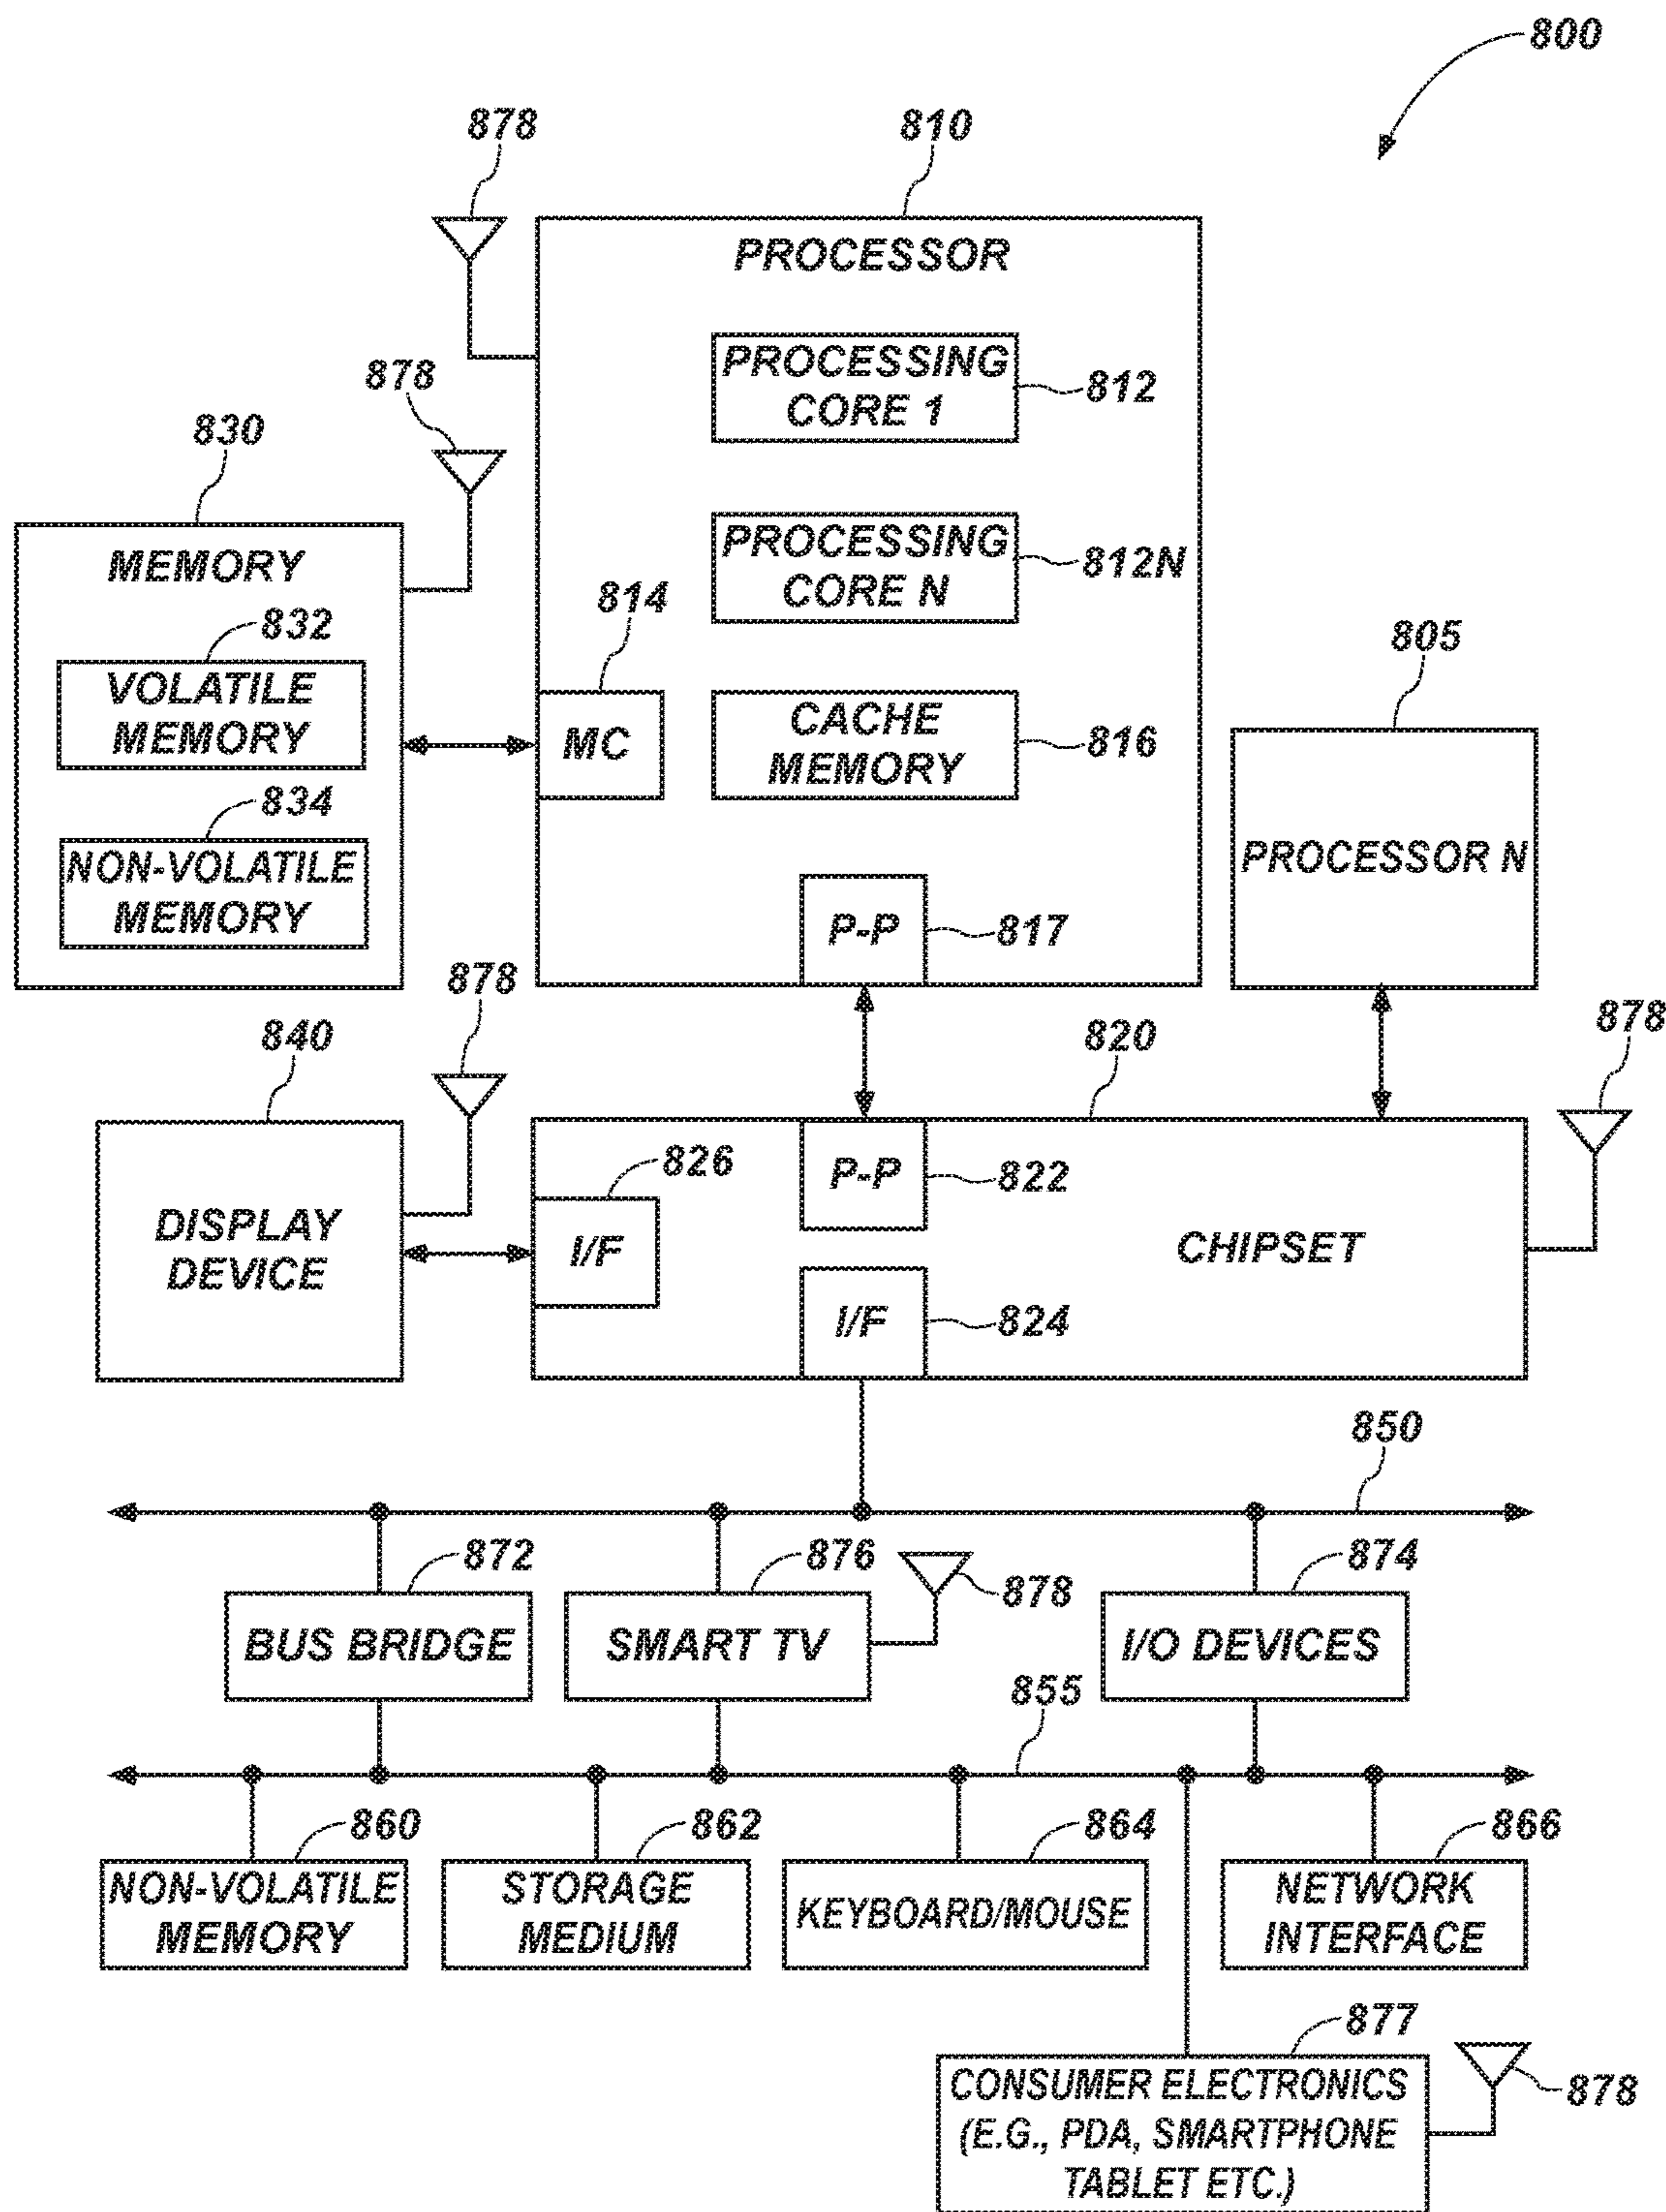 800
878
810
PROCESSOR
PROCESSING
CORE 1
812
878
830
MEMORY
PROCESSING
CORE N
812N
814
832
VOLATILE
MEMORY
805
MC
CACHE
MEMORY
816
834
NON-VOLATILE
MEMORY
PROCESSOR N
P-P
817
878
840
820
878
DISPLAY
DEVICE
826
I/F
P-P
822
CHIPSET
I/F
824
850
872
876
878
874
BUS BRIDGE
SMART TV
I/O DEVICES
855
860
862
864
866
NON-VOLATILE
MEMORY
STORAGE
MEDIUM
KEYBOARD/MOUSE
NETWORK
INTERFACE
877
CONSUMER ELECTRONICS
(E.G., PDA, SMARTPHONE
TABLET ETC.)
878